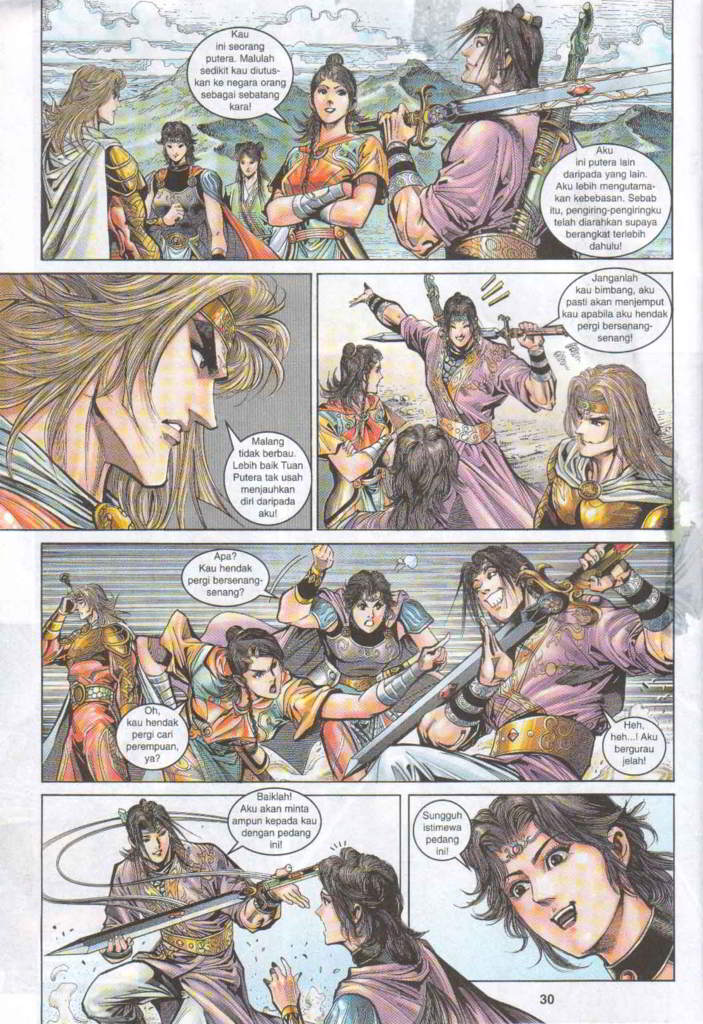 Kau
ini seorang
putera. Malulah
sedikit kau diutus-
kan ke negara orang
sebagai sebatang
kara!
Aku
ini putera lain
daripada yang lain.
Aku lebih mengutama-
kan kebebasan. Sebab
itu, pengiring-pengiringku
telah diarahkan supaya
berangkat terlebih
dahulu!
Malang
tidak berbau.
Lebih baik Tuan
Putera tak usah
menjauhkan
diri daripada
aku!
Janganlah
kau bimbang, aku
pasti akan menjemput
kau apabila aku hendak
pergi bersenang-
senang!
Apa?
Kau hendak
pergi bersenang-
senang?
Oh,
kau hendak
pergi cari
perempuan,
ya?
Heh,
heh...! Aku
bergurau
jelah!
Baiklah!
Aku akan minta
ampun kepada kau
dengan pedang
ini!
Sungguh
istimewa
pedang
ini!
30